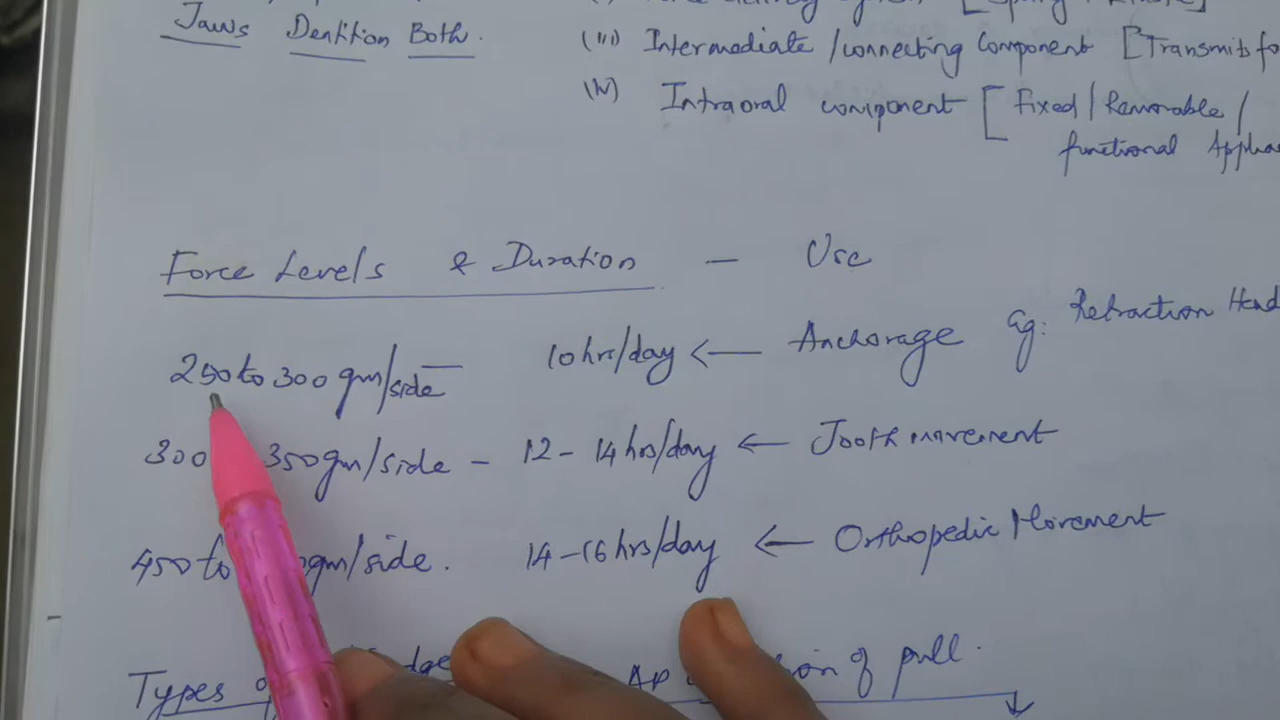 Jaws Dentition Both.
(iii) Intermediate /connecting Component [Transmits fo
(iv) Intraoral component [Fixed/Removable/
functional Applia
Force Levels & Duration — Use
250 to 300 gm/side — 10 hrs/day ← Anchorage eg: Retraction Head
300 350gm/side - 12 - 14 hrs/day ← Tooth movement
450 to gm/side. 14-16 hrs/day ← Orthopedic Movement
Types of pull.